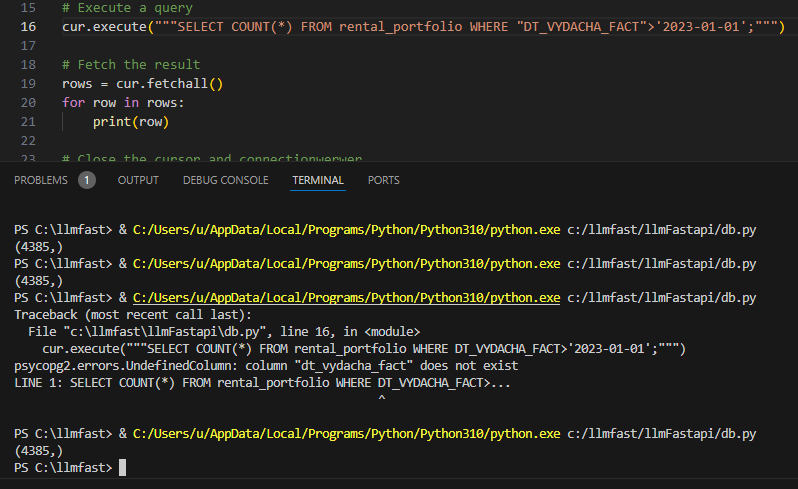 15 # Execute a query
16 cur.execute("""SELECT COUNT(*) FROM rental_portfolio WHERE "DT_VYDACHA_FACT">'2023-01-01';""")
17
18 # Fetch the result
19 rows = cur.fetchall()
20 for row in rows:
21     print(row)
22
23 # Close the cursor and connectionwerwer
PROBLEMS 1 OUTPUT DEBUG CONSOLE TERMINAL PORTS
PS C:\llmfast> & C:/Users/u/AppData/Local/Programs/Python/Python310/python.exe c:/llmfast/llmFastapi/db.py
(4385,)
PS C:\llmfast> & C:/Users/u/AppData/Local/Programs/Python/Python310/python.exe c:/llmfast/llmFastapi/db.py
(4385,)
PS C:\llmfast> & C:/Users/u/AppData/Local/Programs/Python/Python310/python.exe c:/llmfast/llmFastapi/db.py
Traceback (most recent call last):
  File "c:\llmfast\llmFastapi\db.py", line 16, in <module>
    cur.execute("""SELECT COUNT(*) FROM rental_portfolio WHERE DT_VYDACHA_FACT>'2023-01-01';""")
psycopg2.errors.UndefinedColumn: column "dt_vydacha_fact" does not exist
LINE 1: SELECT COUNT(*) FROM rental_portfolio WHERE DT_VYDACHA_FACT>...
^
PS C:\llmfast> & C:/Users/u/AppData/Local/Programs/Python/Python310/python.exe c:/llmfast/llmFastapi/db.py
(4385,)
PS C:\llmfast>